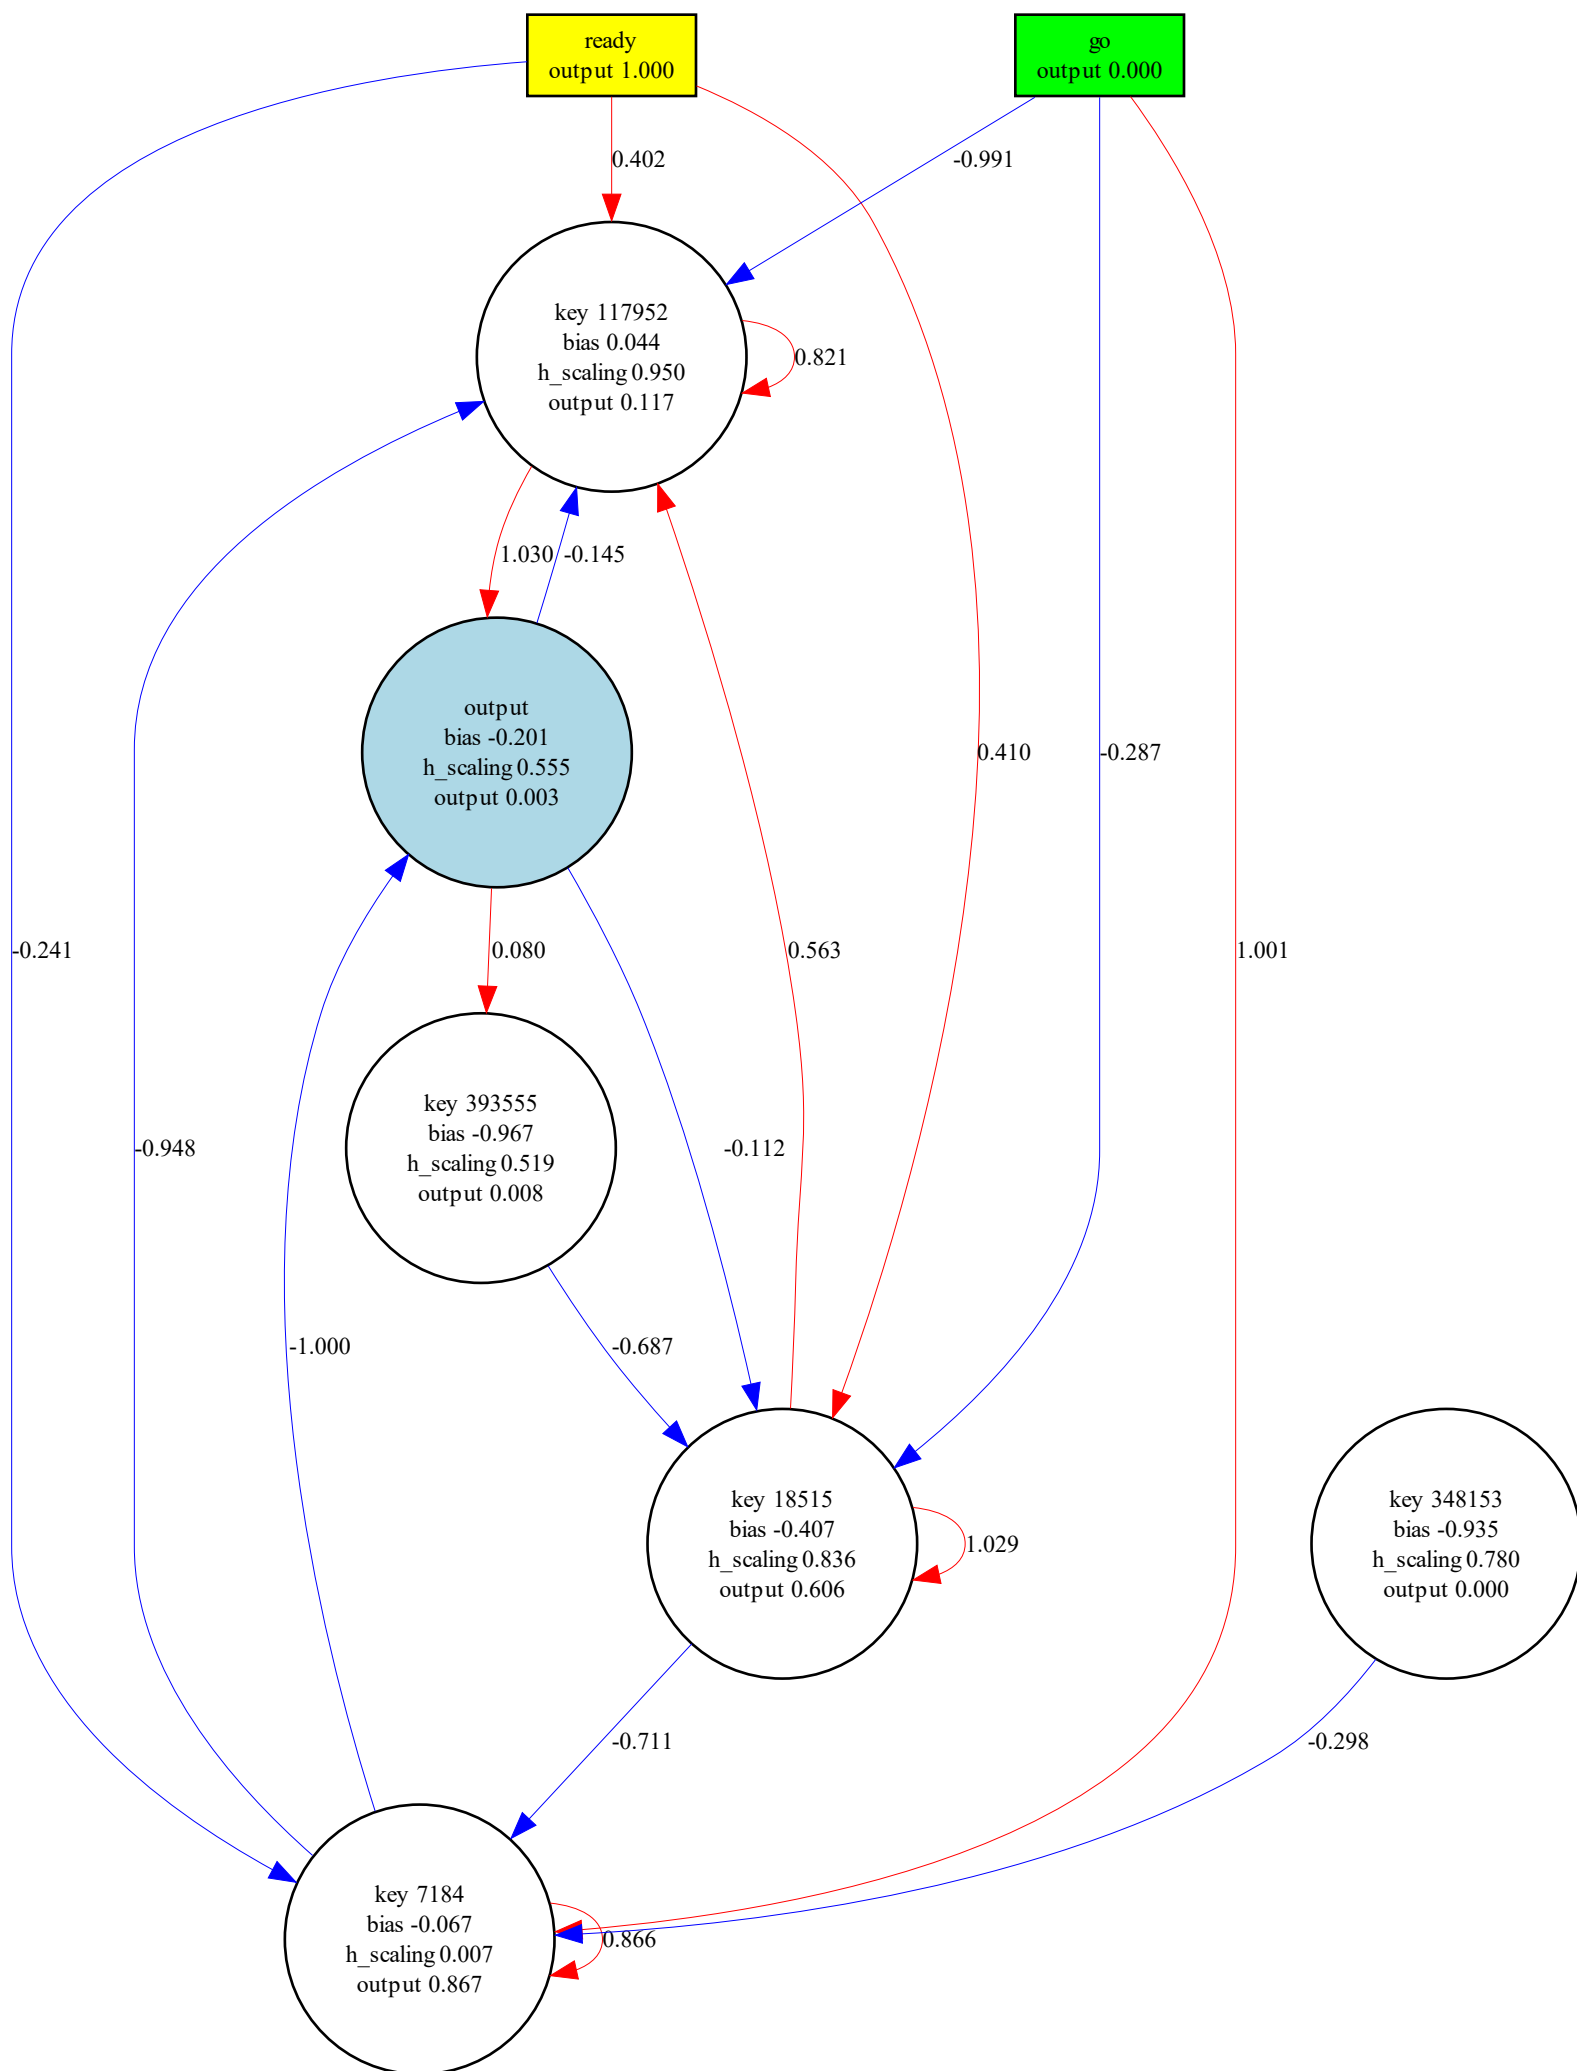 ready
output 1.000
go
output 0.000
0.402
-0.991
key 117952
bias 0.044
h_scaling 0.950
output 0.117
0.821
1.030
-0.145
output
bias -0.201
h_scaling 0.555
output 0.003
0.410
-0.287
-0.241
0.080
0.563
1.001
key 393555
bias -0.967
h_scaling 0.519
output 0.008
-0.948
-0.112
-1.000
-0.687
key 18515
bias -0.407
h_scaling 0.836
output 0.606
1.029
key 348153
bias -0.935
h_scaling 0.780
output 0.000
-0.711
-0.298
key 7184
bias -0.067
h_scaling 0.007
output 0.867
0.866